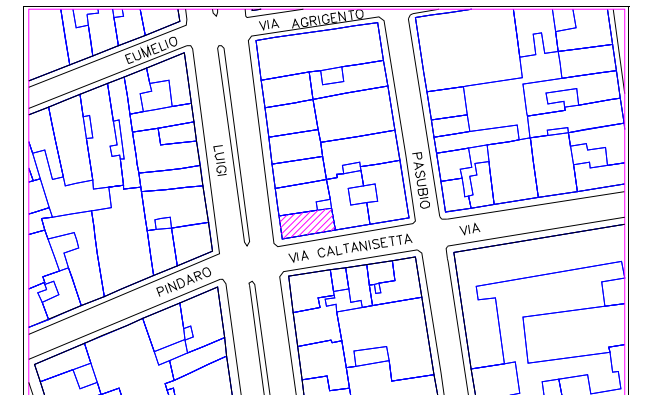 VIA AGRIGENTO
EUMELIO
LUIGI
PASUBIO
VIA
VIA CALTANISETTA
PINDARO